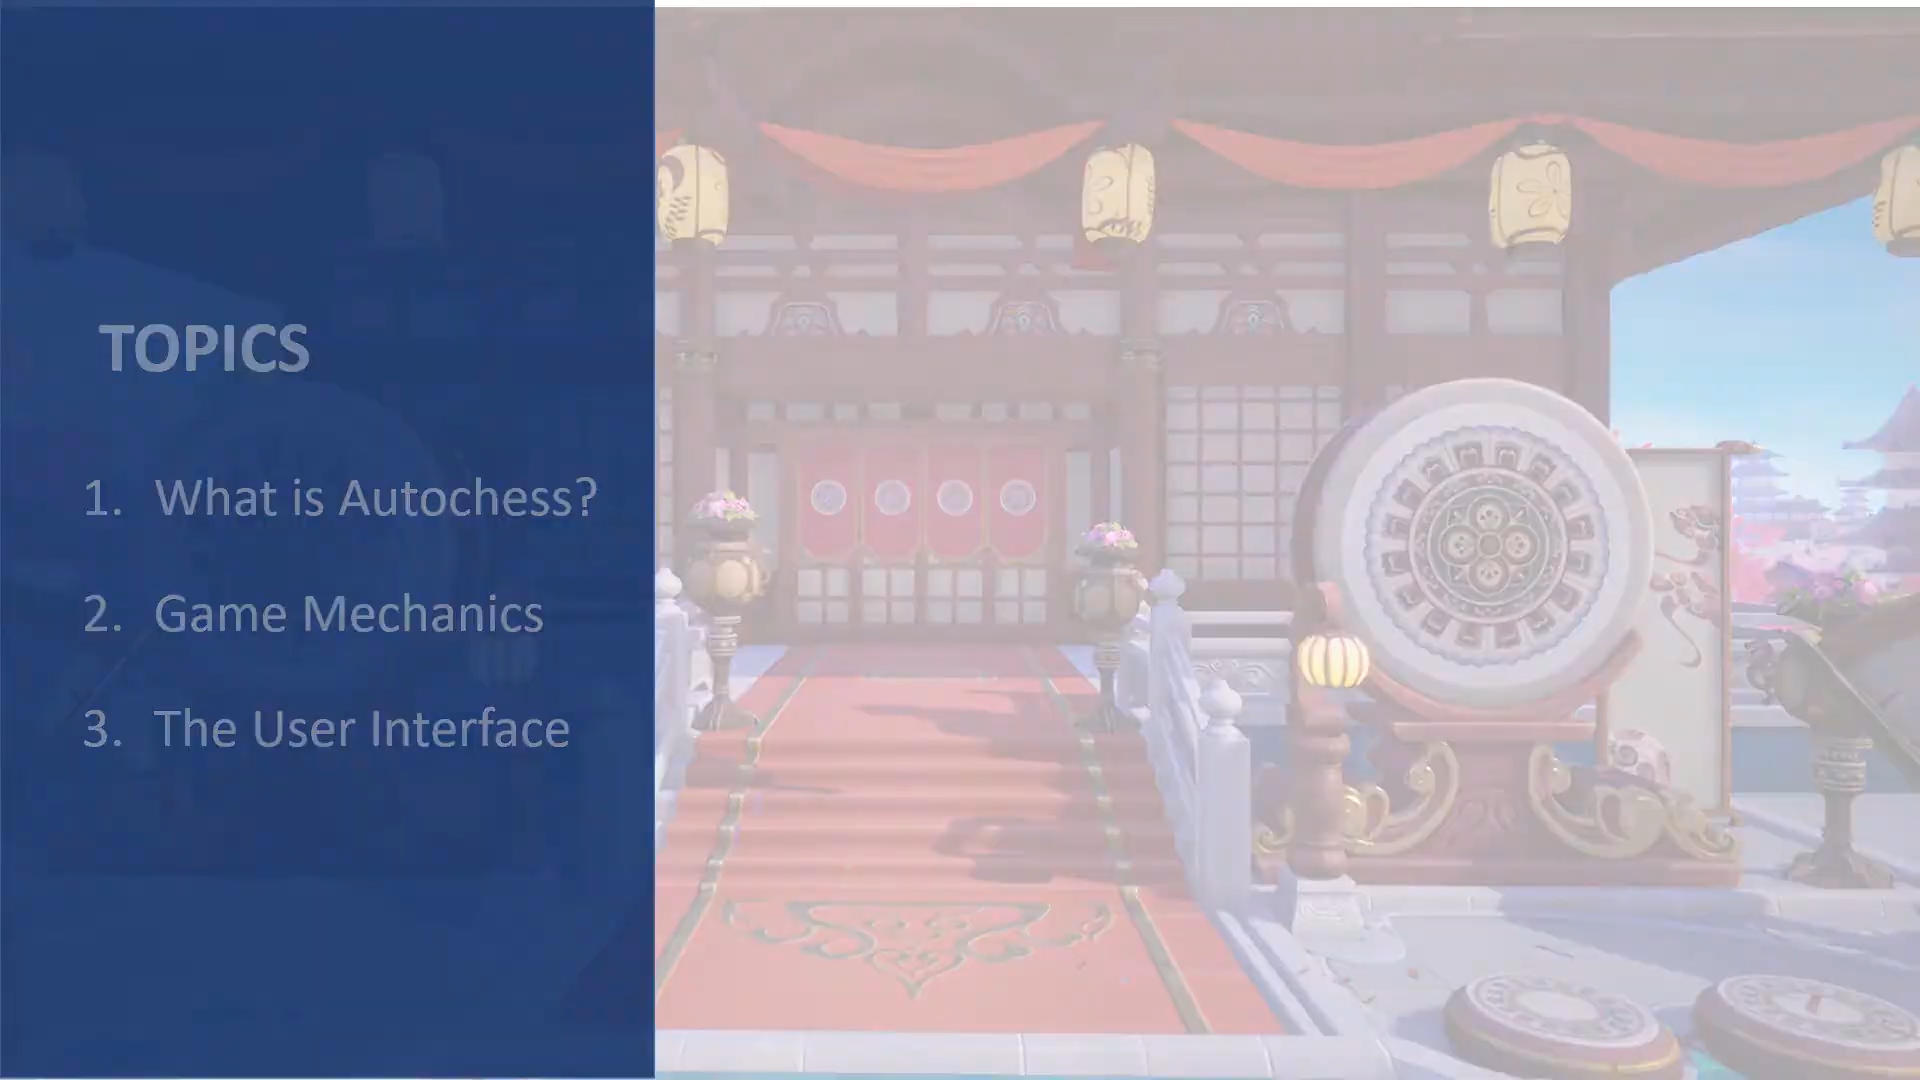 TOPICS
1. What is Autochess?
2. Game Mechanics
3. The User Interface